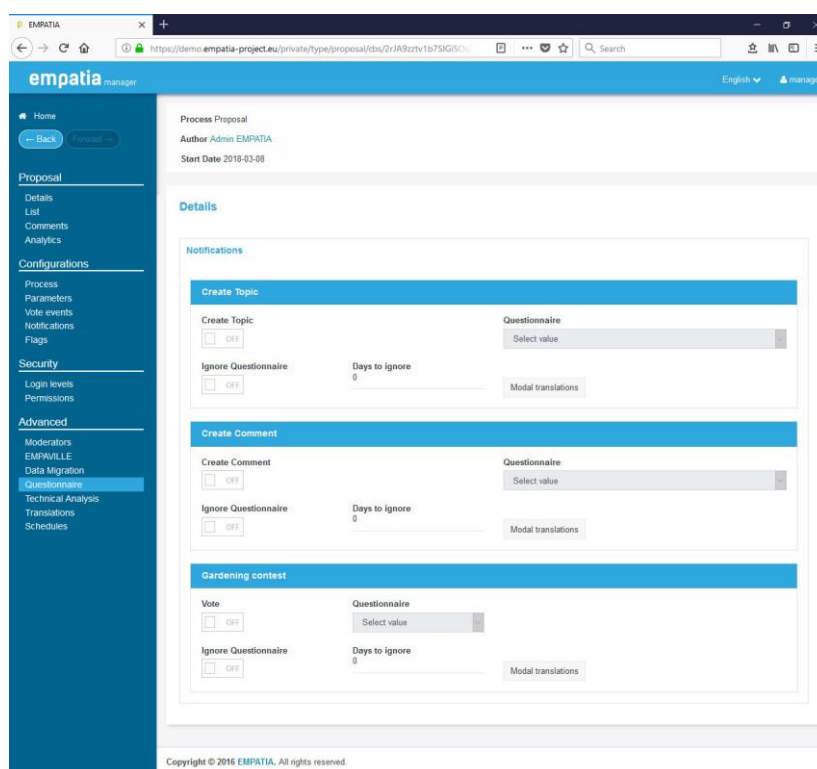 EMPATIA
https://demo.empatia-project.eu/private/type/proposal/cbs/
Search
empatia manager
English
Home
← Back
Forward →
Process Proposal
Author Admin EMPATIA
Start Date 2018-03-08
Proposal
Details
List
Comments
Analytics
Configurations
Process
Parameters
Vote events
Notifications
Flags
Security
Login levels
Permissions
Advanced
Moderators
EMPAVILLE
Data Migration
Questionnaire
Technical Analysis
Translations
Schedules
Details
Notifications
Create Topic
Create Topic Questionnaire
OFF Select value
Ignore Questionnaire Days to ignore
OFF 0 Modal translations
Create Comment
Create Comment Questionnaire
OFF Select value
Ignore Questionnaire Days to ignore
OFF 0 Modal translations
Gardening contest
Vote Questionnaire
OFF Select value
Ignore Questionnaire Days to ignore
OFF 0 Modal translations
Copyright © 2016 EMPATIA. All rights reserved.